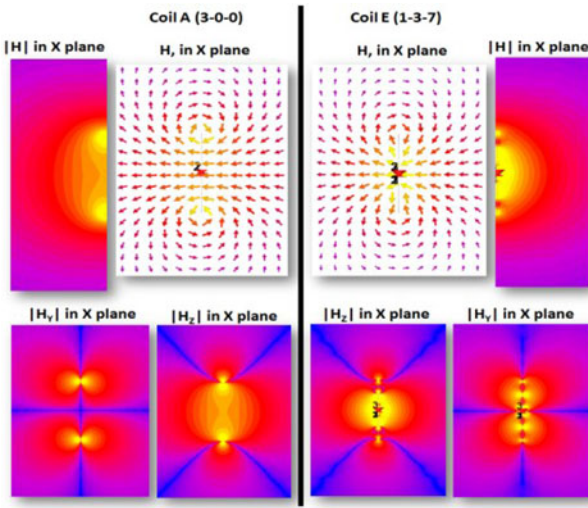 Coil A (3-0-0)
|H| in X plane
H, in X plane
Coil E (1-3-7)
H, in X plane
|H| in X plane
|HY| in X plane
|HZ| in X plane
|HZ| in X plane
|HY| in X plane